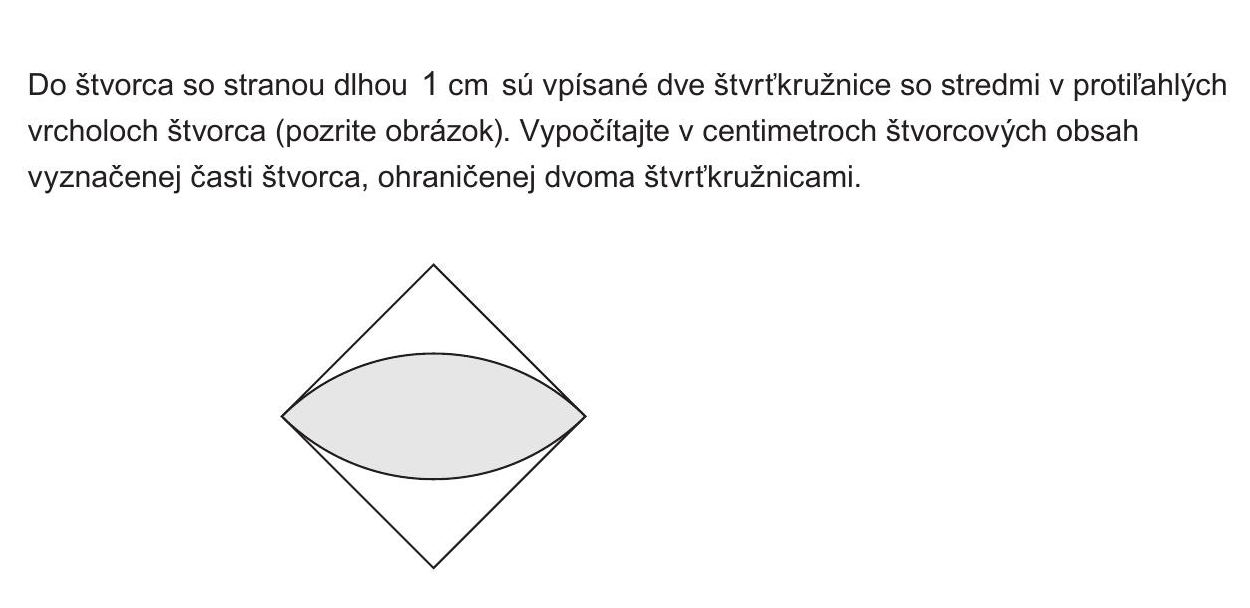 Do štvorca so stranou dlhou 1 cm sú vpísané dve štvrťkružnice so stredmi v protiľahlých
vrcholoch štvorca (pozrite obrázok). Vypočítajte v centimetroch štvorcových obsah
vyznačenej časti štvorca, ohraničenej dvoma štvrťkružnicami.